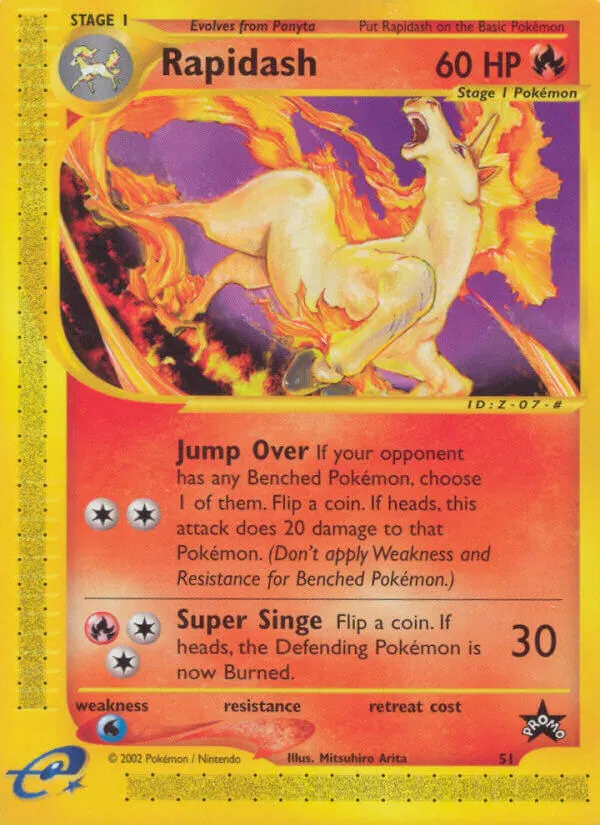 STAGE 1
Evolves from Ponyta
Put Rapidash on the Basic Pokémon
Rapidash
60 HP
Stage 1 Pokémon
ID:Z-07-#
Jump Over If your opponent
has any Benched Pokémon, choose
1 of them. Flip a coin. If heads, this
attack does 20 damage to that
Pokémon. (Don't apply Weakness and
Resistance for Benched Pokémon.)
Super Singe Flip a coin. If
heads, the Defending Pokémon is
now Burned.
30
weakness
resistance
retreat cost
PROMO
© 2002 Pokémon / Nintendo
Illus. Mitsuhiro Arita
51
e